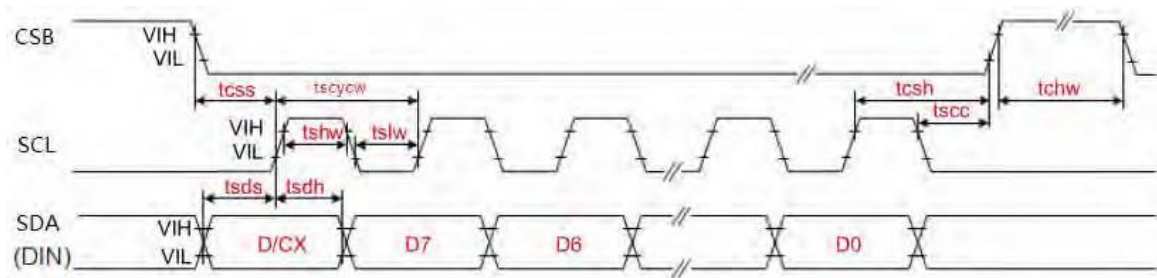 CSB VIH
VIL
tcss tscycw tcsh tchw
tscc
SCL VIH tshw tslw
VIL
tsds tsdh
SDA VIH
(DIN) VIL D/CX D7 D6 D0